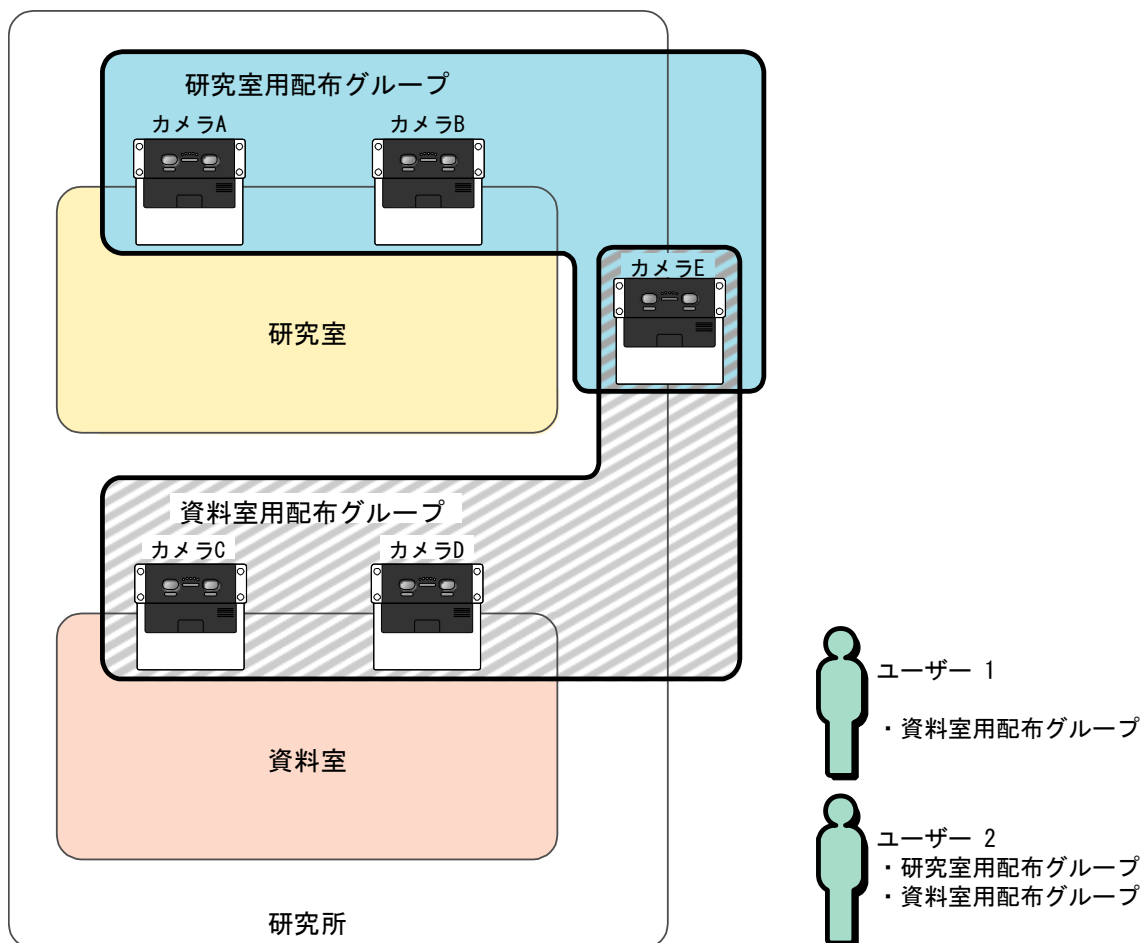 研究室用配布グループ
カメラA
カメラB
カメラE
研究室
資料室用配布グループ
カメラC
カメラD
ユーザー 1
・資料室用配布グループ
資料室
ユーザー 2
・研究室用配布グループ
・資料室用配布グループ
研究所